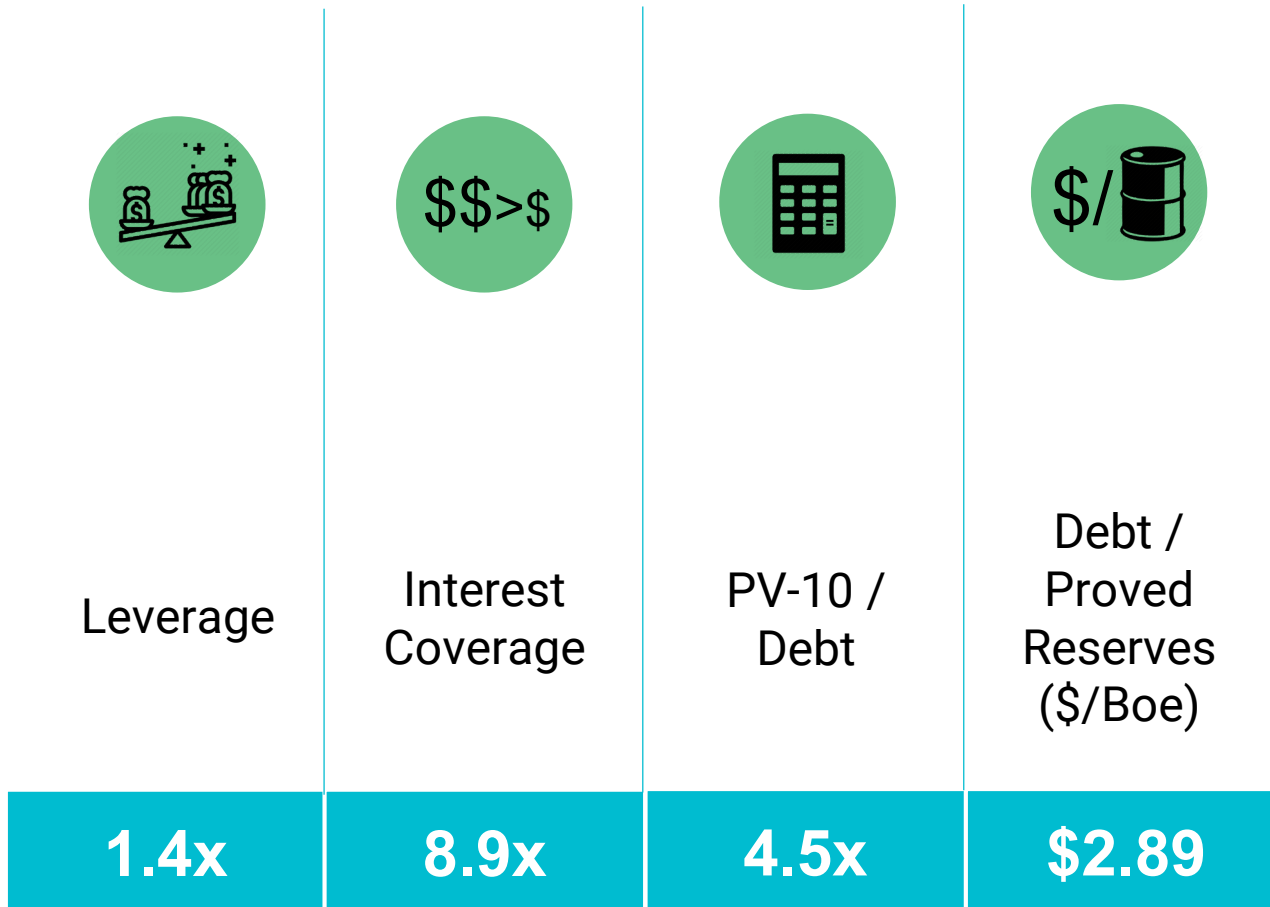 $$>$
$/
Leverage
Interest
Coverage
PV-10 /
Debt
Debt /
Proved
Reserves
($/Boe)
1.4x
8.9x
4.5x
$2.89